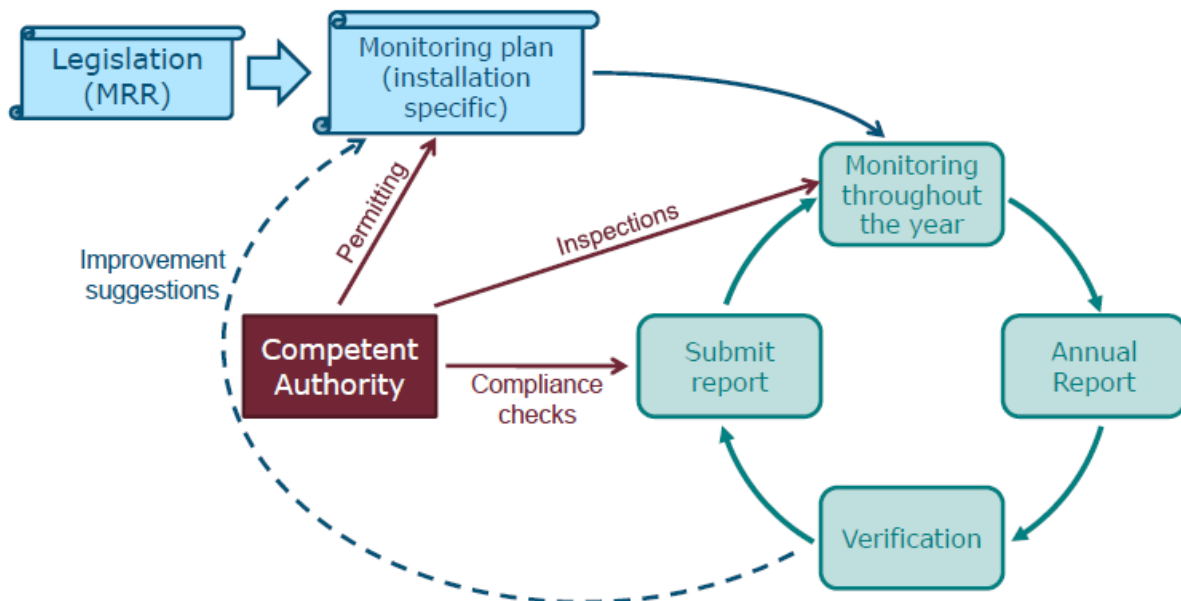 Legislation
(MRR)
Monitoring plan
(installation
specific)
Monitoring
throughout
the year
Permitting
Inspections
Improvement
suggestions
Competent
Authority
Compliance
checks
Submit
report
Annual
Report
Verification